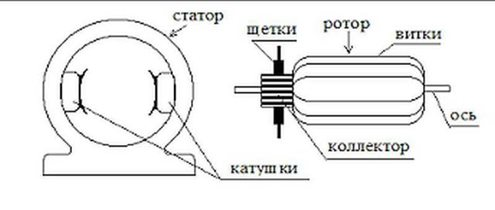 статор
щетки
ротор
витки
ось
коллектор
катушки